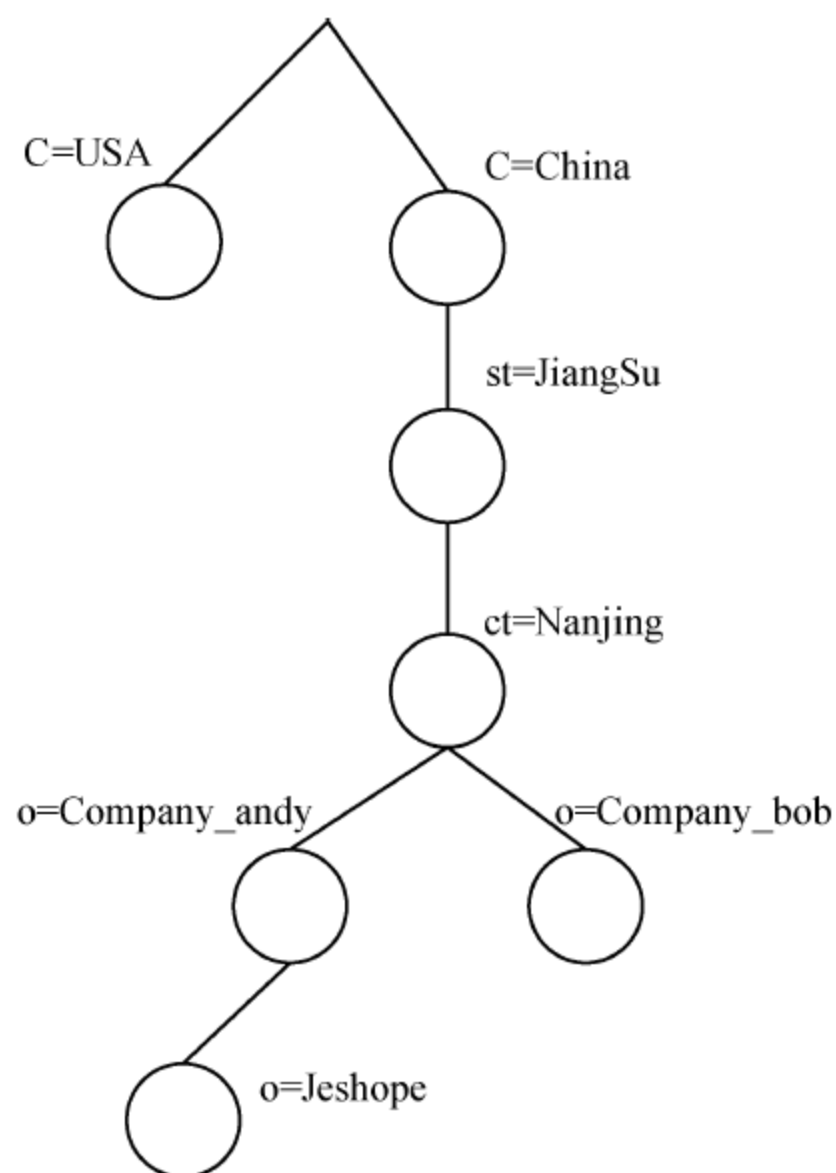 C=USA
C=China
st=JiangSu
ct=Nanjing
o=Company_andy
o=Company_bob
o=Jeshope